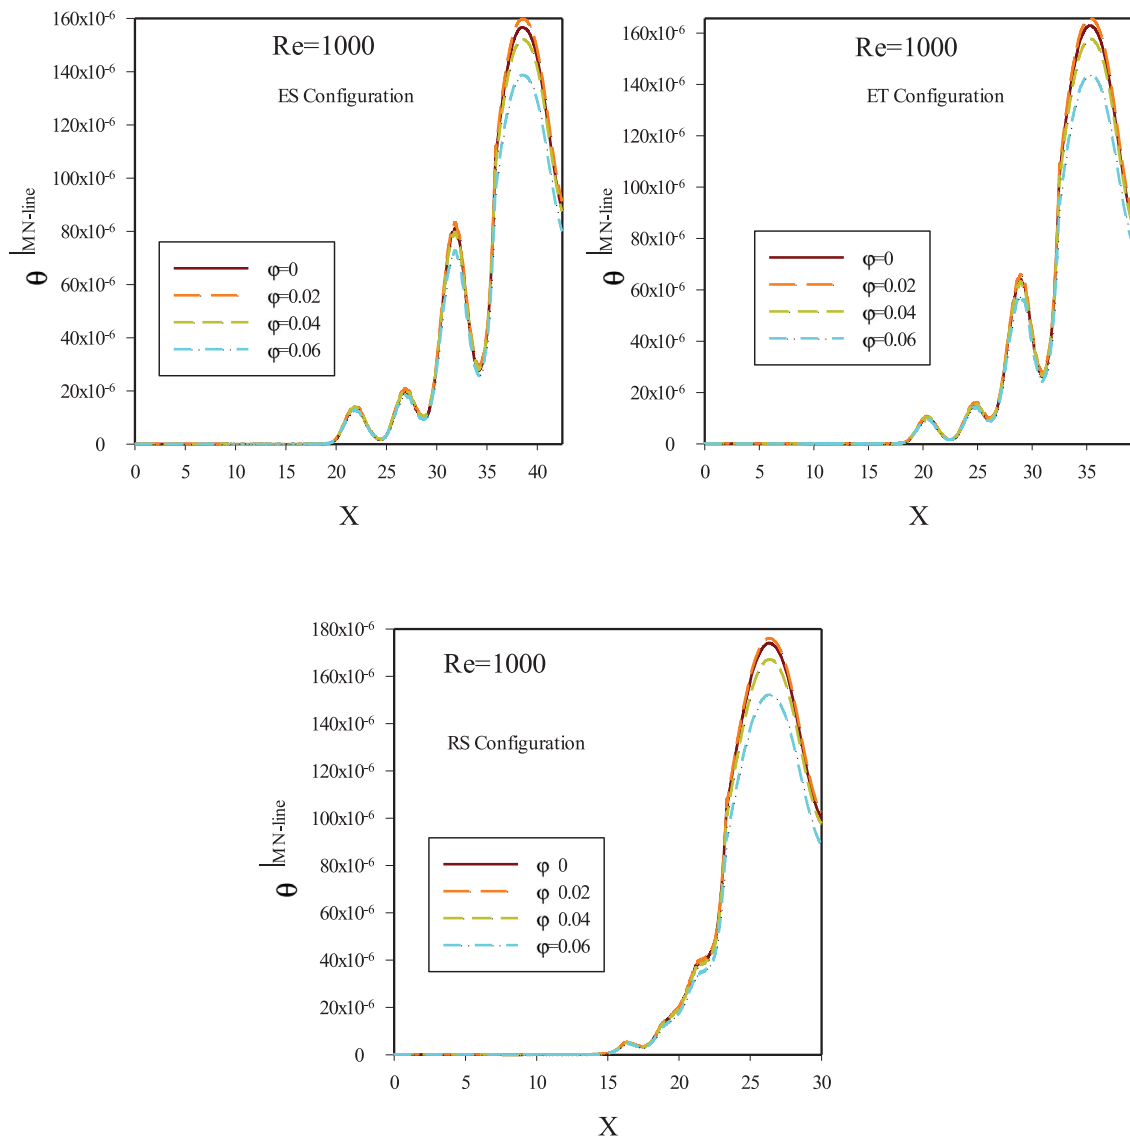 160x10-6
140x10-6
120x10-6
100x10-6
80x10-6
60x10-6
40x10-6
20x10-6
0
θ |MN-line
Re=1000
ES Configuration
φ=0
φ=0.02
φ=0.04
φ=0.06
0 5 10 15 20 25 30 35 40
X
160x10-6
140x10-6
120x10-6
100x10-6
80x10-6
60x10-6
40x10-6
20x10-6
0
θ |MN-line
Re=1000
ET Configuration
φ=0
φ=0.02
φ=0.04
φ=0.06
0 5 10 15 20 25 30 35
X
180x10-6
160x10-6
140x10-6
120x10-6
100x10-6
80x10-6
60x10-6
40x10-6
20x10-6
0
θ |MN-line
Re=1000
RS Configuration
φ 0
φ 0.02
φ 0.04
φ=0.06
0 5 10 15 20 25 30
X